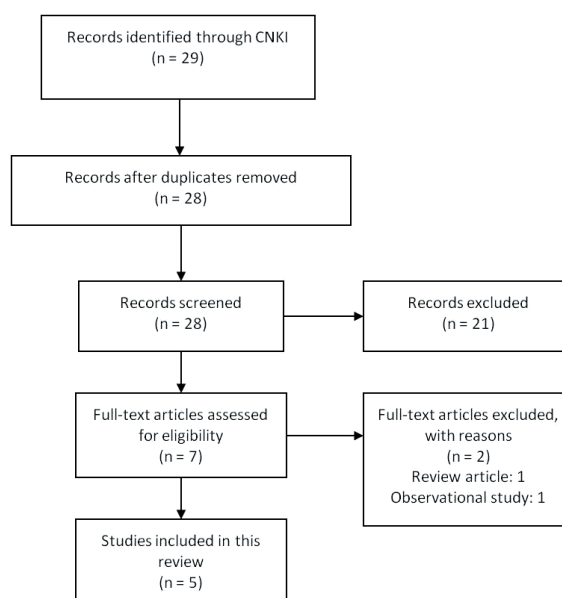 Records identified through CNKI
(n = 29)
Records after duplicates removed
(n = 28)
Records screened
(n = 28)
Records excluded
(n = 21)
Full-text articles assessed
for eligibility
(n = 7)
Full-text articles excluded,
with reasons
(n = 2)
Review article: 1
Observational study: 1
Studies included in this
review
(n = 5)